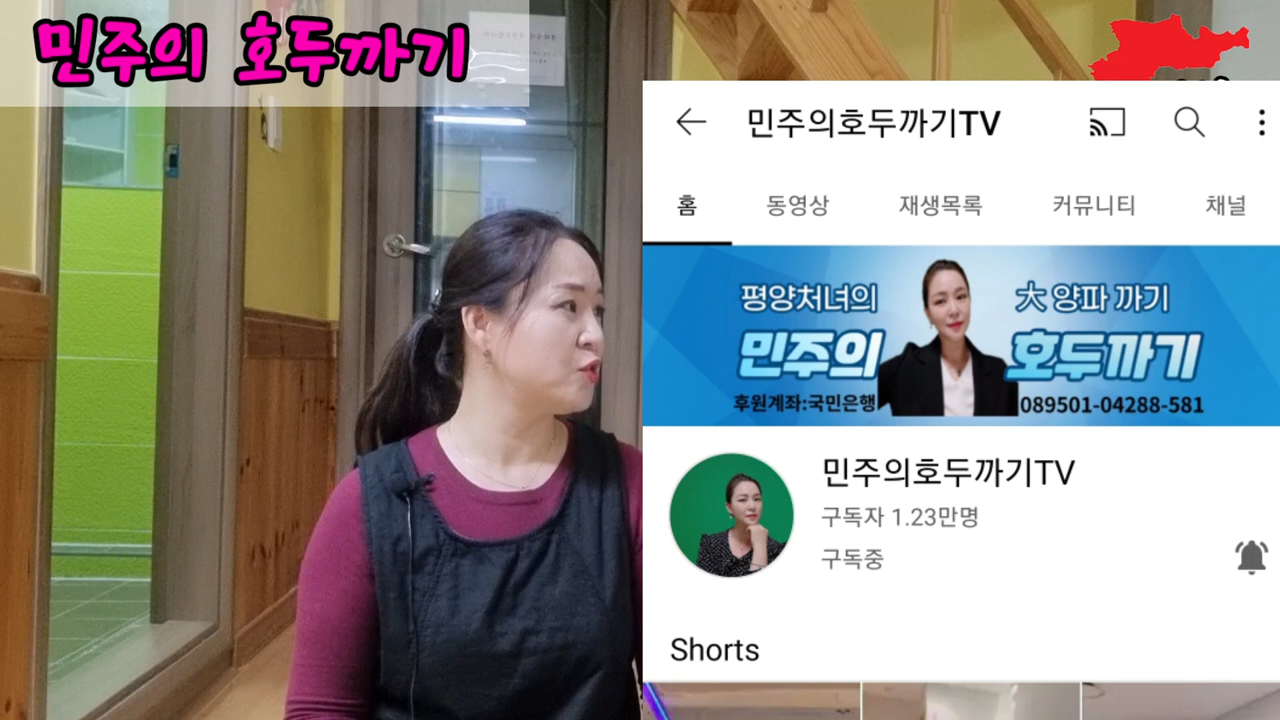 민주의 호두까기
민주의호두까기TV
홈 동영상 재생목록 커뮤니티 채널
평양처녀의 大 양파 까기
민주의 호두까기
후원계좌:국민은행 089501-04288-581
민주의호두까기TV
구독자 1.23만명
구독중
Shorts